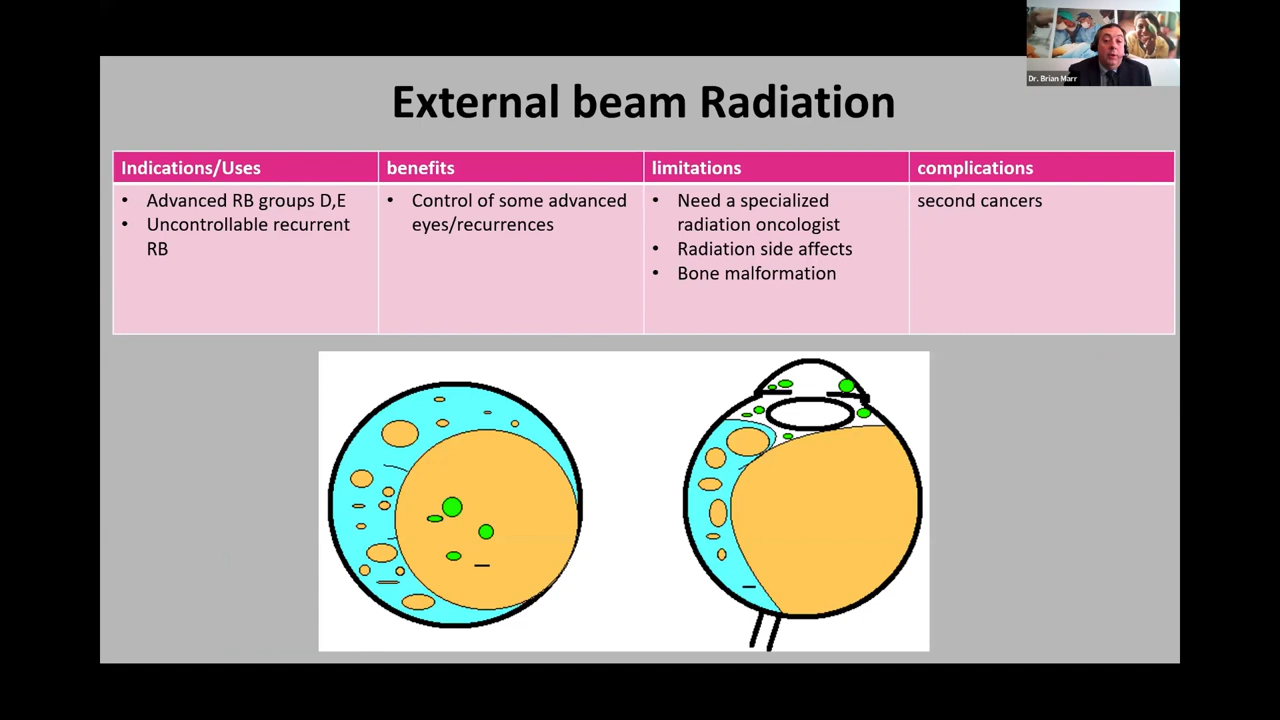 Dr. Brian Marr
External beam Radiation
Indications/Uses
benefits
limitations
complications
• Advanced RB groups D,E
• Uncontrollable recurrent
RB
• Control of some advanced
eyes/recurrences
• Need a specialized
radiation oncologist
• Radiation side affects
• Bone malformation
second cancers